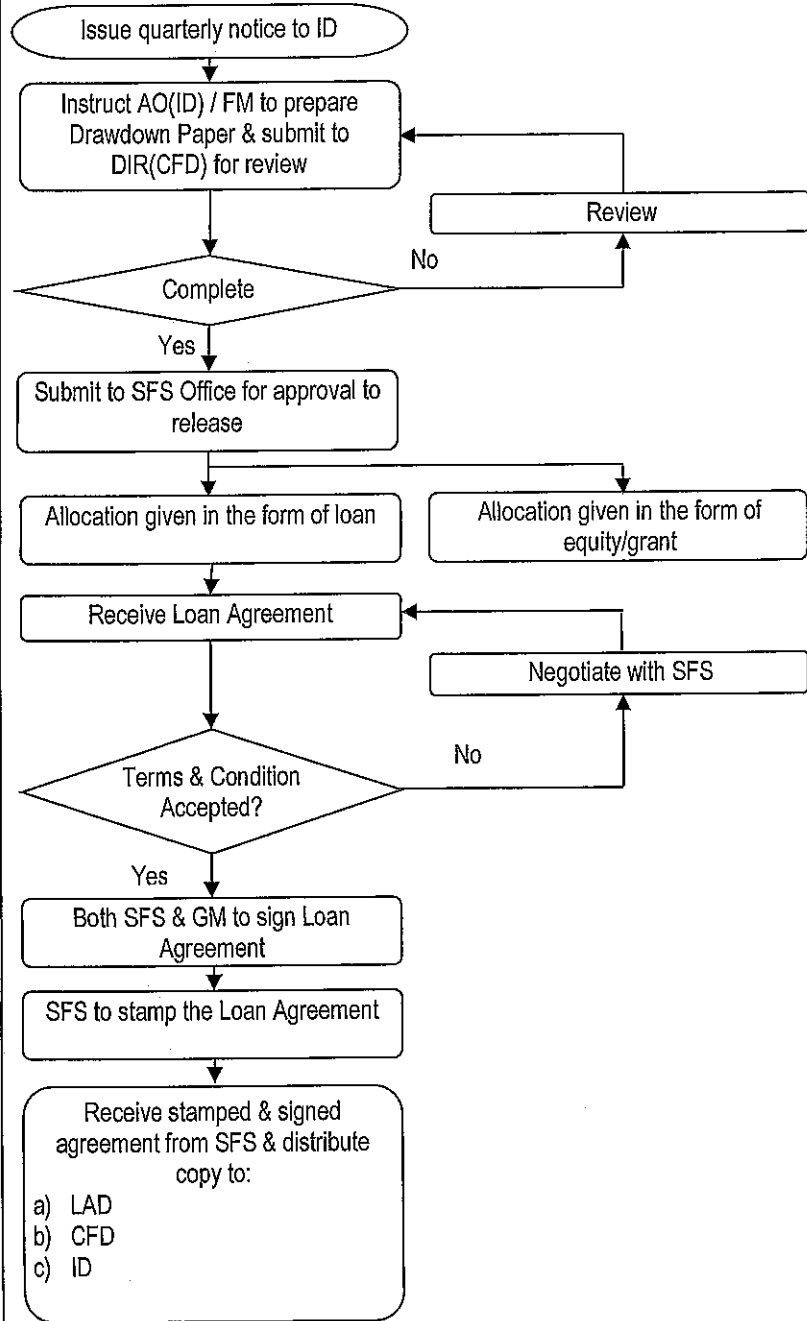 Issue quarterly notice to ID
Instruct AO(ID) / FM to prepare
Drawdown Paper & submit to
DIR(CFD) for review
Review
No
Complete
Yes
Submit to SFS Office for approval to
release
Allocation given in the form of loan
Allocation given in the form of
equity/grant
Receive Loan Agreement
Negotiate with SFS
No
Terms & Condition
Accepted?
Yes
Both SFS & GM to sign Loan
Agreement
SFS to stamp the Loan Agreement
Receive stamped & signed
agreement from SFS & distribute
copy to:
a) LAD
b) CFD
c) ID